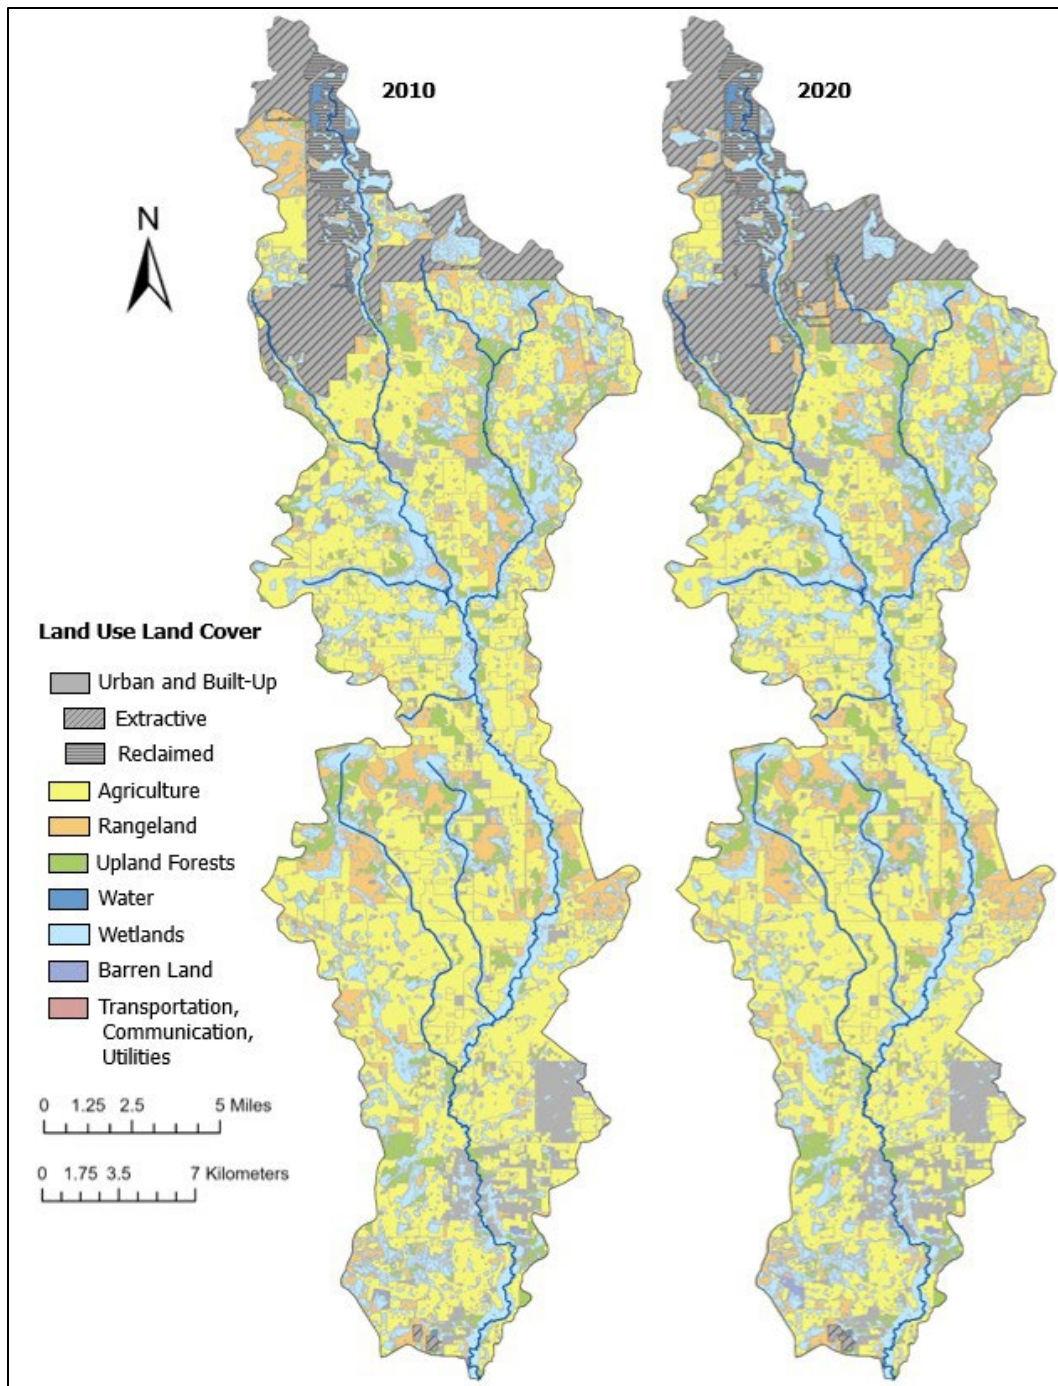 2010
2020
N
Land Use Land Cover
Urban and Built-Up
Extractive
Reclaimed
Agriculture
Rangeland
Upland Forests
Water
Wetlands
Barren Land
Transportation,
Communication,
Utilities
0 1.25 2.5 5 Miles
0 1.75 3.5 7 Kilometers